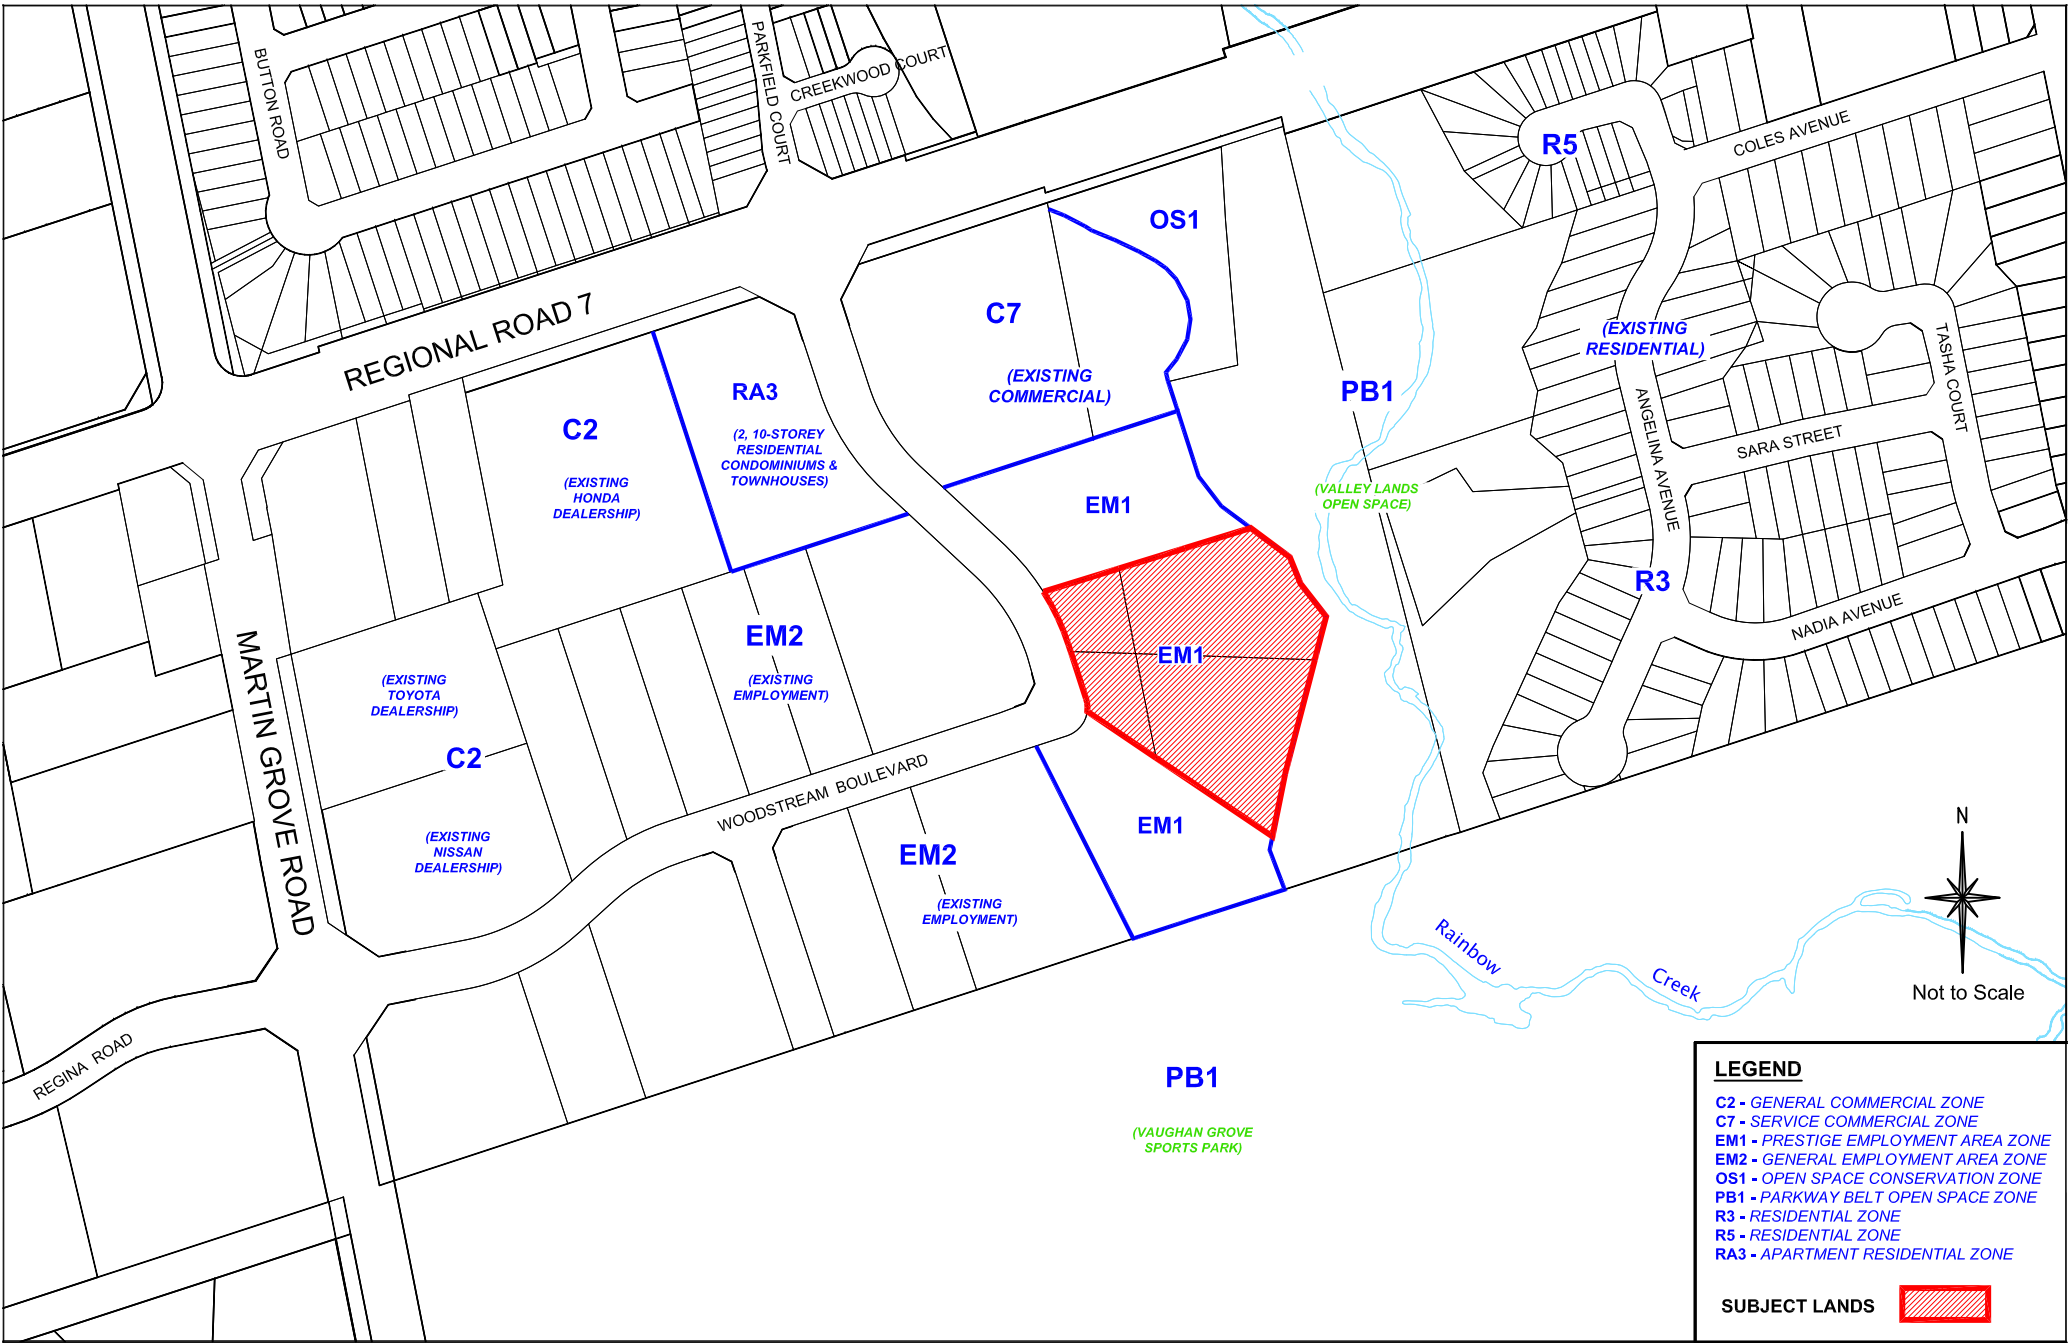 BUTTON ROAD
PARKFIELD COURT
CREEKWOOD COURT
COLES AVENUE
R5
OS1
REGIONAL ROAD 7
C7
(EXISTING
COMMERCIAL)
(EXISTING
RESIDENTIAL)
TASHA COURT
PB1
RA3
(2, 10-STOREY
RESIDENTIAL
CONDOMINIUMS &
TOWNHOUSES)
C2
(EXISTING
HONDA
DEALERSHIP)
ANGELINA AVENUE
SARA STREET
(VALLEY LANDS
OPEN SPACE)
EM1
R3
NADIA AVENUE
MARTIN GROVE ROAD
EM2
(EXISTING
EMPLOYMENT)
EM1
(EXISTING
TOYOTA
DEALERSHIP)
C2
WOODSTREAM BOULEVARD
(EXISTING
NISSAN
DEALERSHIP)
EM1
EM2
(EXISTING
EMPLOYMENT)
N
Not to Scale
Rainbow
Creek
REGINA ROAD
PB1
(VAUGHAN GROVE
SPORTS PARK)
LEGEND
C2 - GENERAL COMMERCIAL ZONE
C7 - SERVICE COMMERCIAL ZONE
EM1 - PRESTIGE EMPLOYMENT AREA ZONE
EM2 - GENERAL EMPLOYMENT AREA ZONE
OS1 - OPEN SPACE CONSERVATION ZONE
PB1 - PARKWAY BELT OPEN SPACE ZONE
R3 - RESIDENTIAL ZONE
R5 - RESIDENTIAL ZONE
RA3 - APARTMENT RESIDENTIAL ZONE
SUBJECT LANDS